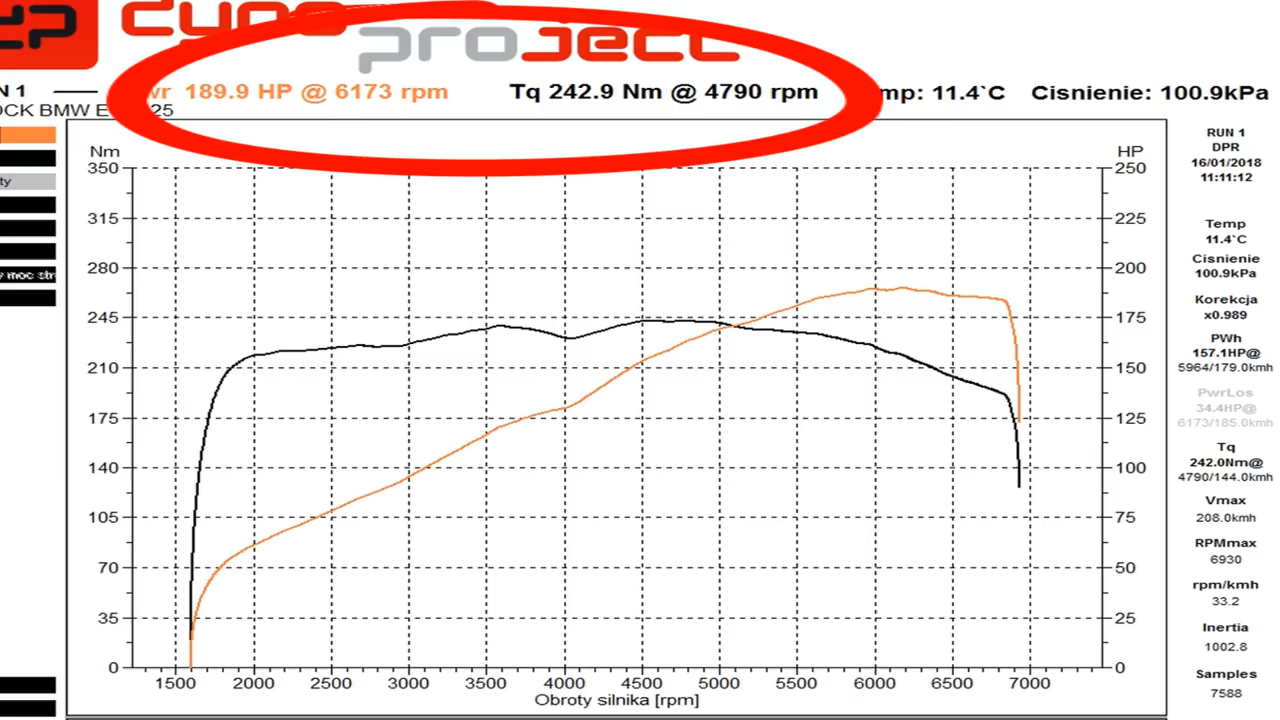 dyno
project
189.9 HP @ 6173 rpm
Tq 242.9 Nm @ 4790 rpm
mp: 11.4`C
Cisnienie: 100.9kPa
N 1
OCK BMW E
25
ty
y moc str
Nm
350
315
280
245
210
175
140
105
70
35
0
HP
250
225
200
175
150
125
100
75
50
25
0
1500 2000 2500 3000 3500 4000 4500 5000 5500 6000 6500 7000
Obroty silnika [rpm]
RUN 1
DPR
16/01/2018
11:11:12
Temp
11.4`C
Cisnienie
100.9kPa
Korekcja
x0.989
PWh
157.1HP@
5964/179.0kmh
PwrLos
34.4HP@
6173/185.0kmh
Tq
242.0Nm@
4790/144.0kmh
Vmax
208.0kmh
RPMmax
6930
rpm/kmh
33.2
Inertia
1002.8
Samples
7588